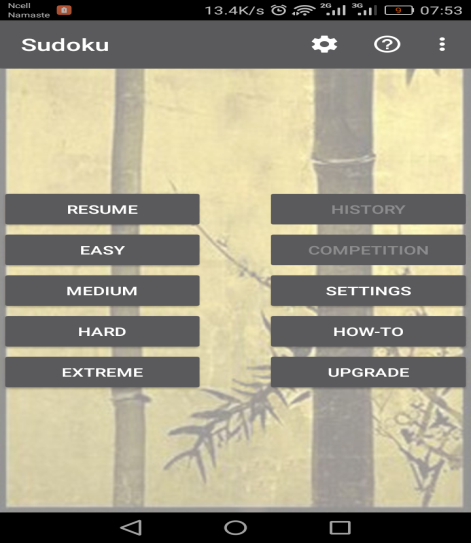 Ncell
Namaste
13.4K/s 2G 3G 9 07:53
Sudoku
RESUME
HISTORY
EASY
COMPETITION
MEDIUM
SETTINGS
HARD
HOW-TO
EXTREME
UPGRADE